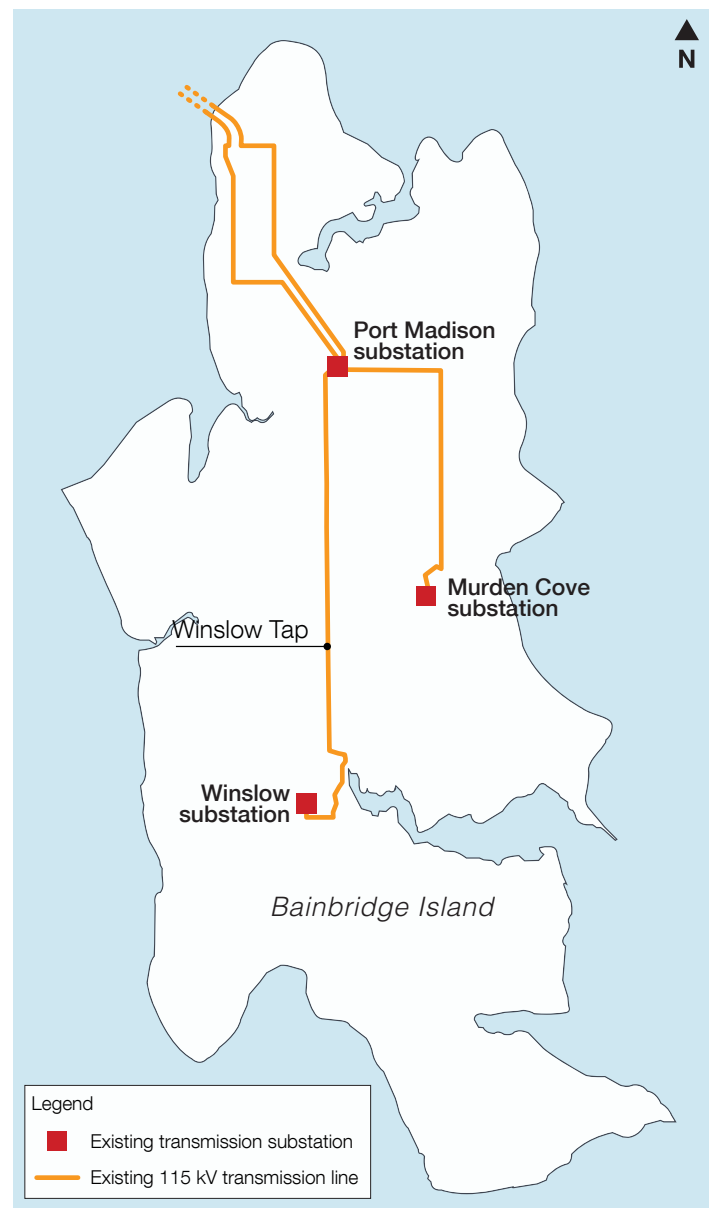 N
Port Madison
substation
Murden Cove
substation
Winslow Tap
Winslow
substation
Bainbridge Island
Legend
Existing transmission substation
Existing 115 kV transmission line